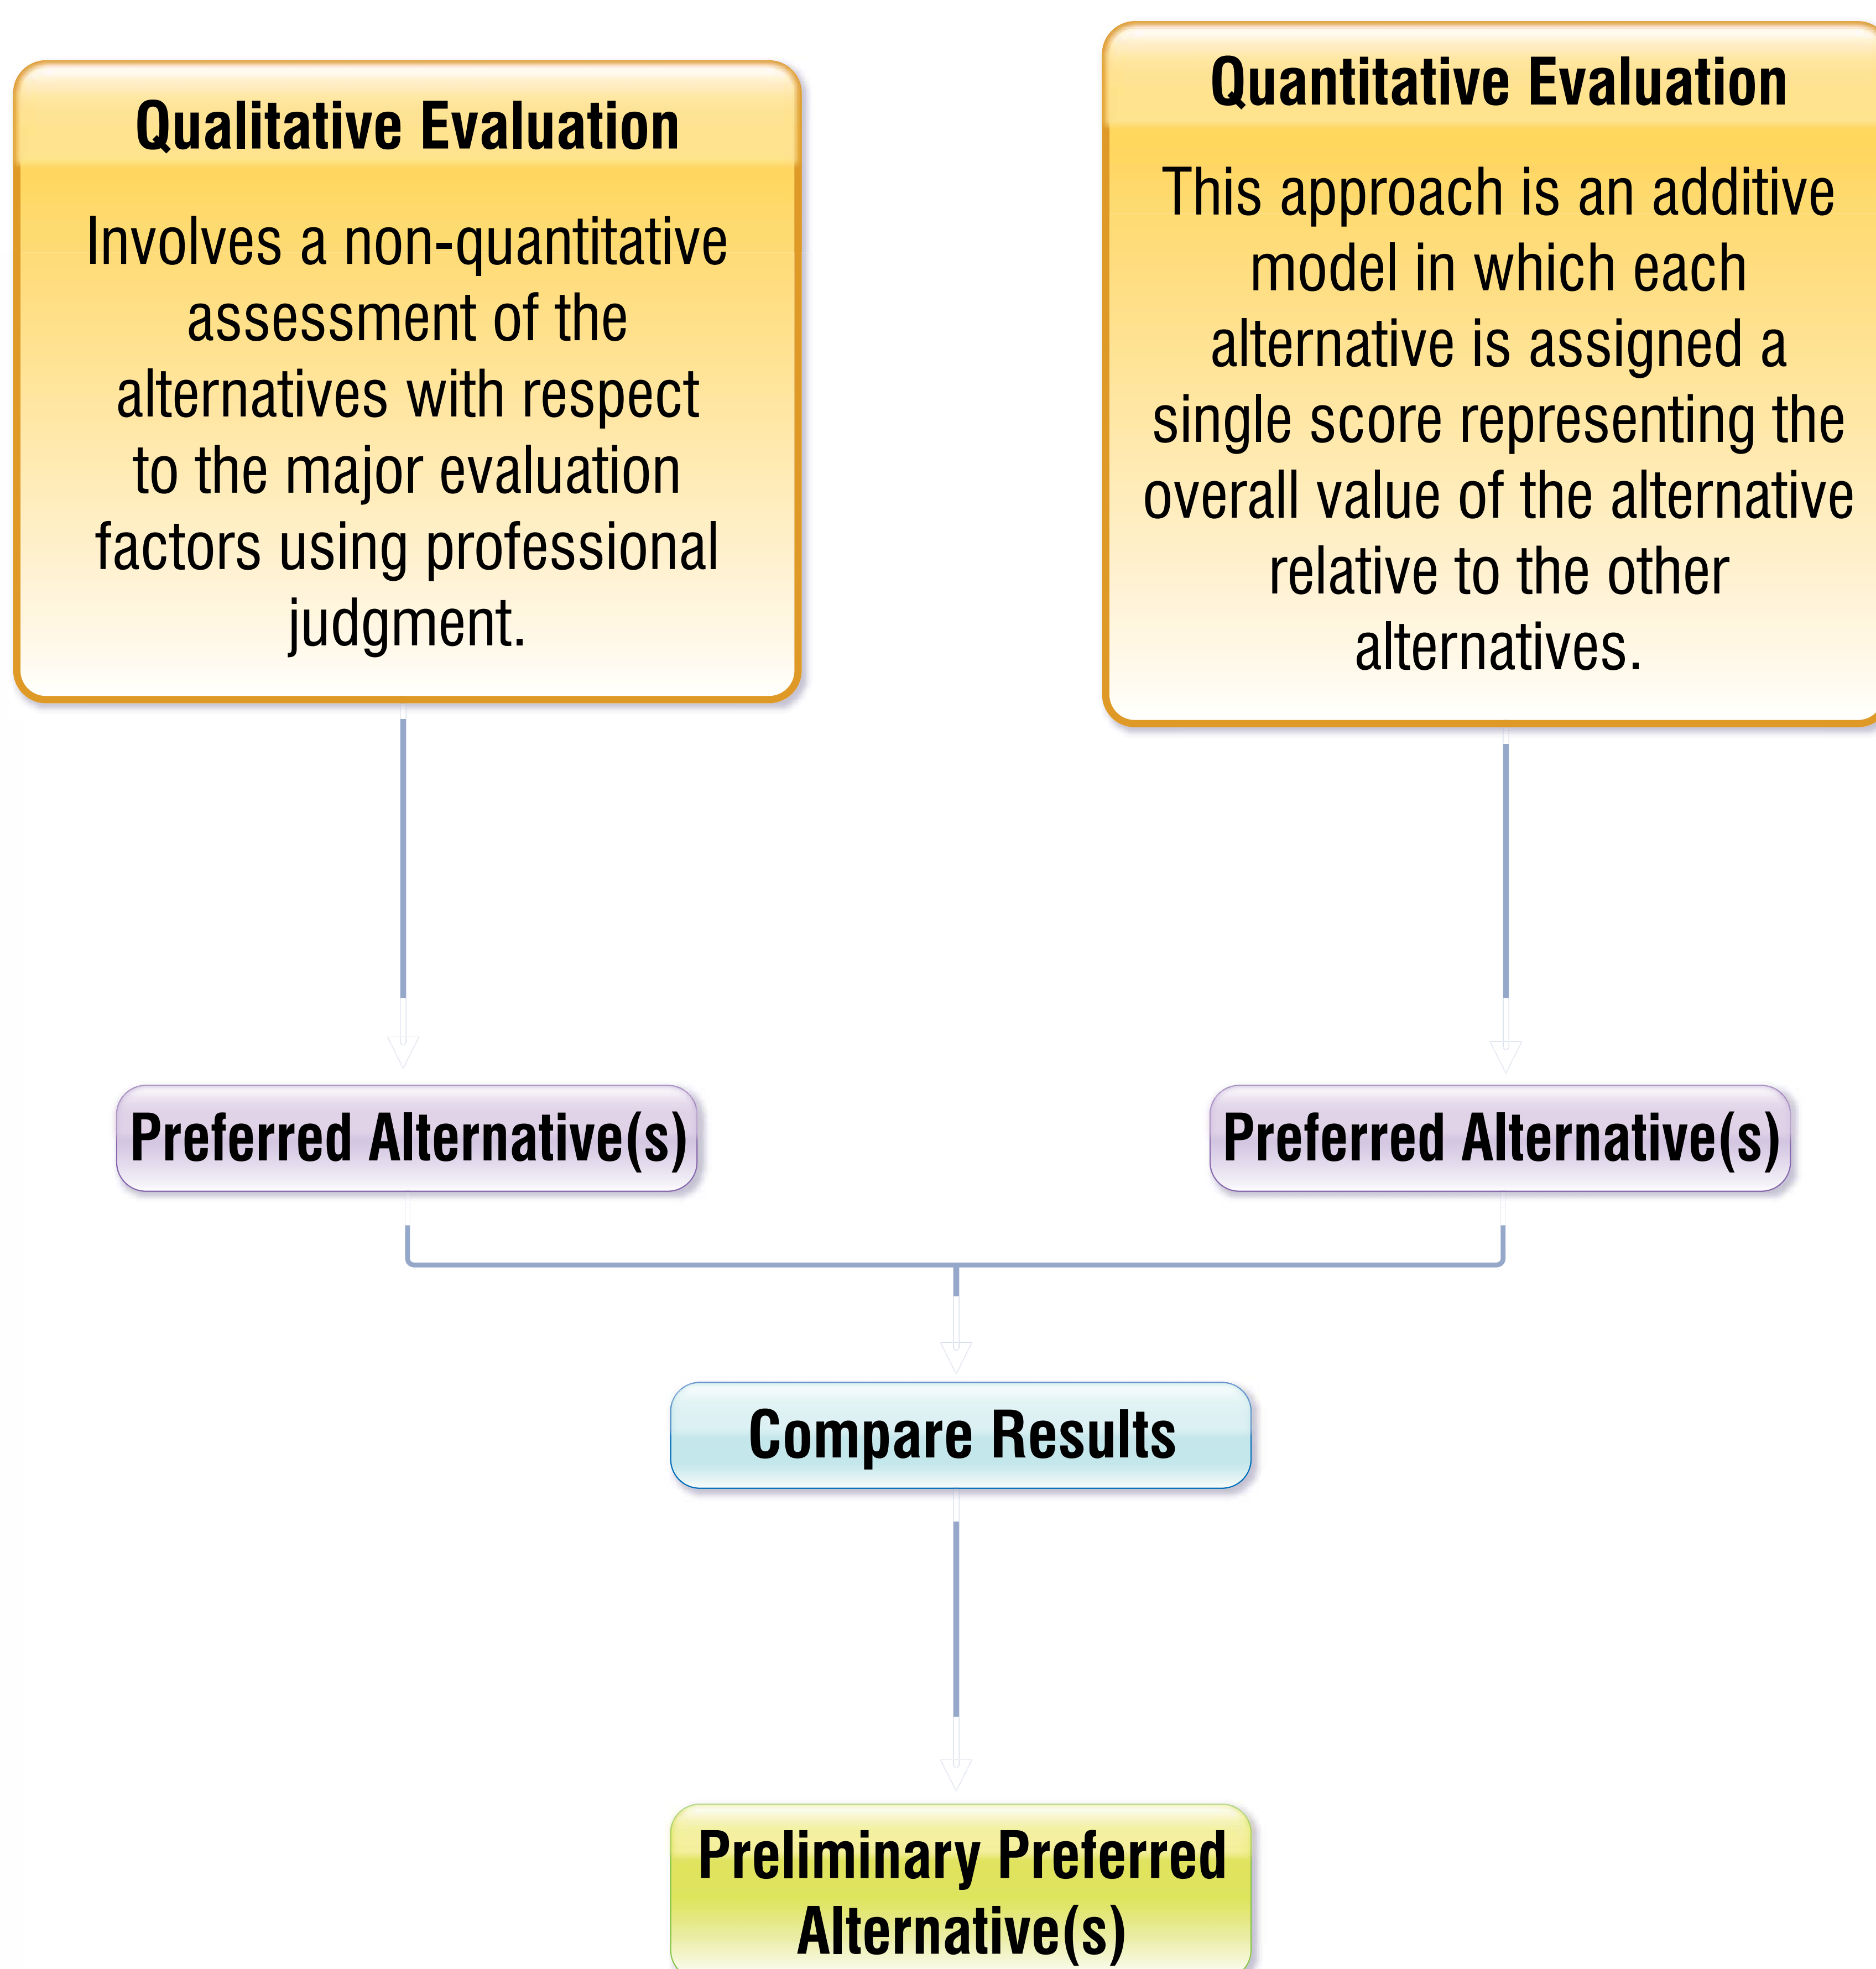 Qualitative Evaluation
Involves a non-quantitative
assessment of the
alternatives with respect
to the major evaluation
factors using professional
judgment.
Quantitative Evaluation
This approach is an additive
model in which each
alternative is assigned a
single score representing the
overall value of the alternative
relative to the other
alternatives.
Preferred Alternative(s)
Preferred Alternative(s)
Compare Results
Preliminary Preferred
Alternative(s)